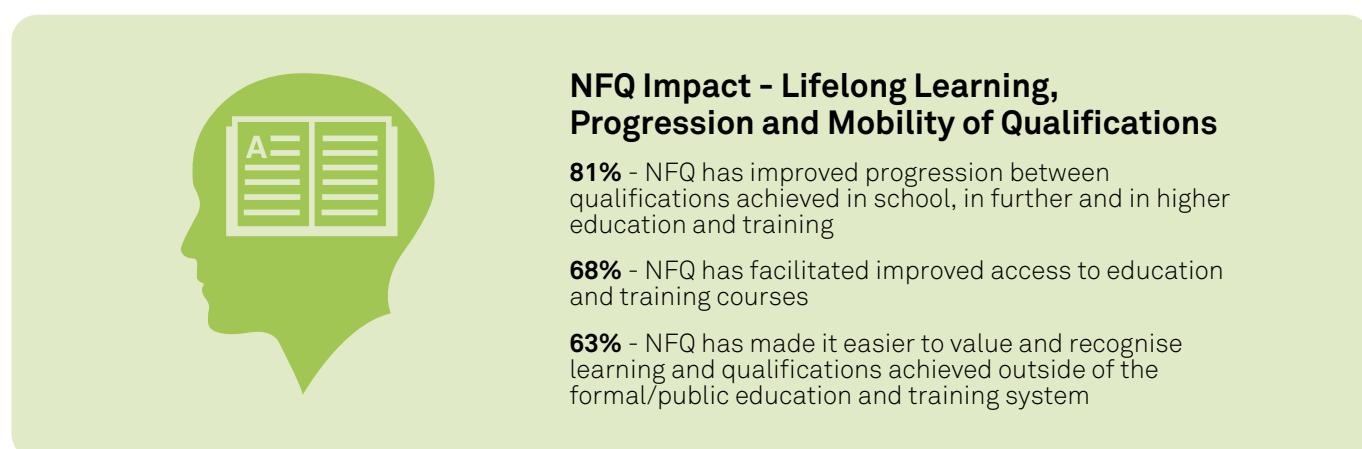 A
NFQ Impact - Lifelong Learning,
Progression and Mobility of Qualifications
81% - NFQ has improved progression between
qualifications achieved in school, in further and in higher
education and training
68% - NFQ has facilitated improved access to education
and training courses
63% - NFQ has made it easier to value and recognise
learning and qualifications achieved outside of the
formal/public education and training system